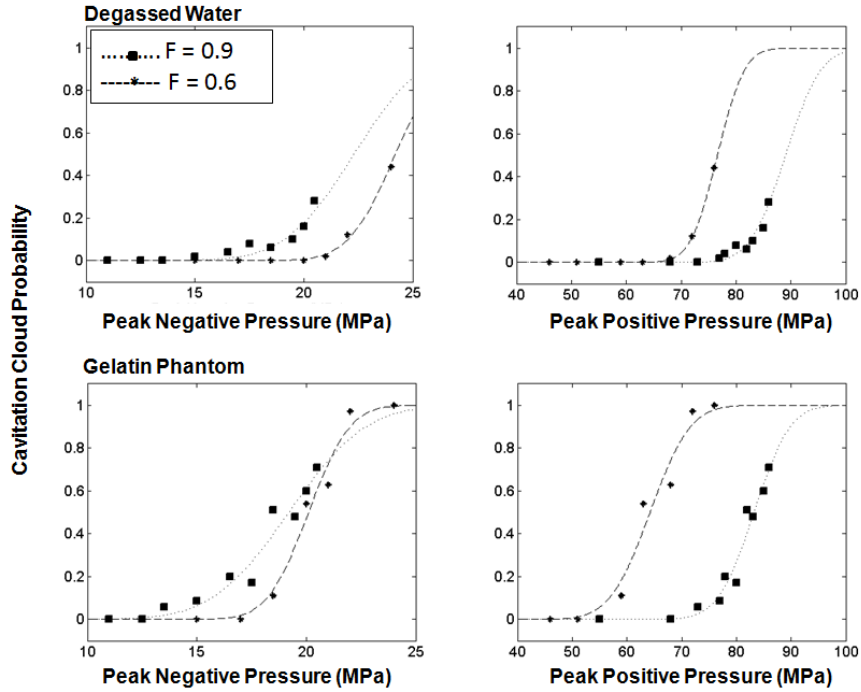 Degassed Water
F = 0.9
F = 0.6
1
0.8
0.6
0.4
0.2
0
10 15 20 25
Peak Negative Pressure (MPa)
1
0.8
0.6
0.4
0.2
0
40 50 60 70 80 90 100
Peak Positive Pressure (MPa)
Cavitation Cloud Probability
Gelatin Phantom
1
0.8
0.6
0.4
0.2
0
10 15 20 25
Peak Negative Pressure (MPa)
1
0.8
0.6
0.4
0.2
0
40 50 60 70 80 90 100
Peak Positive Pressure (MPa)